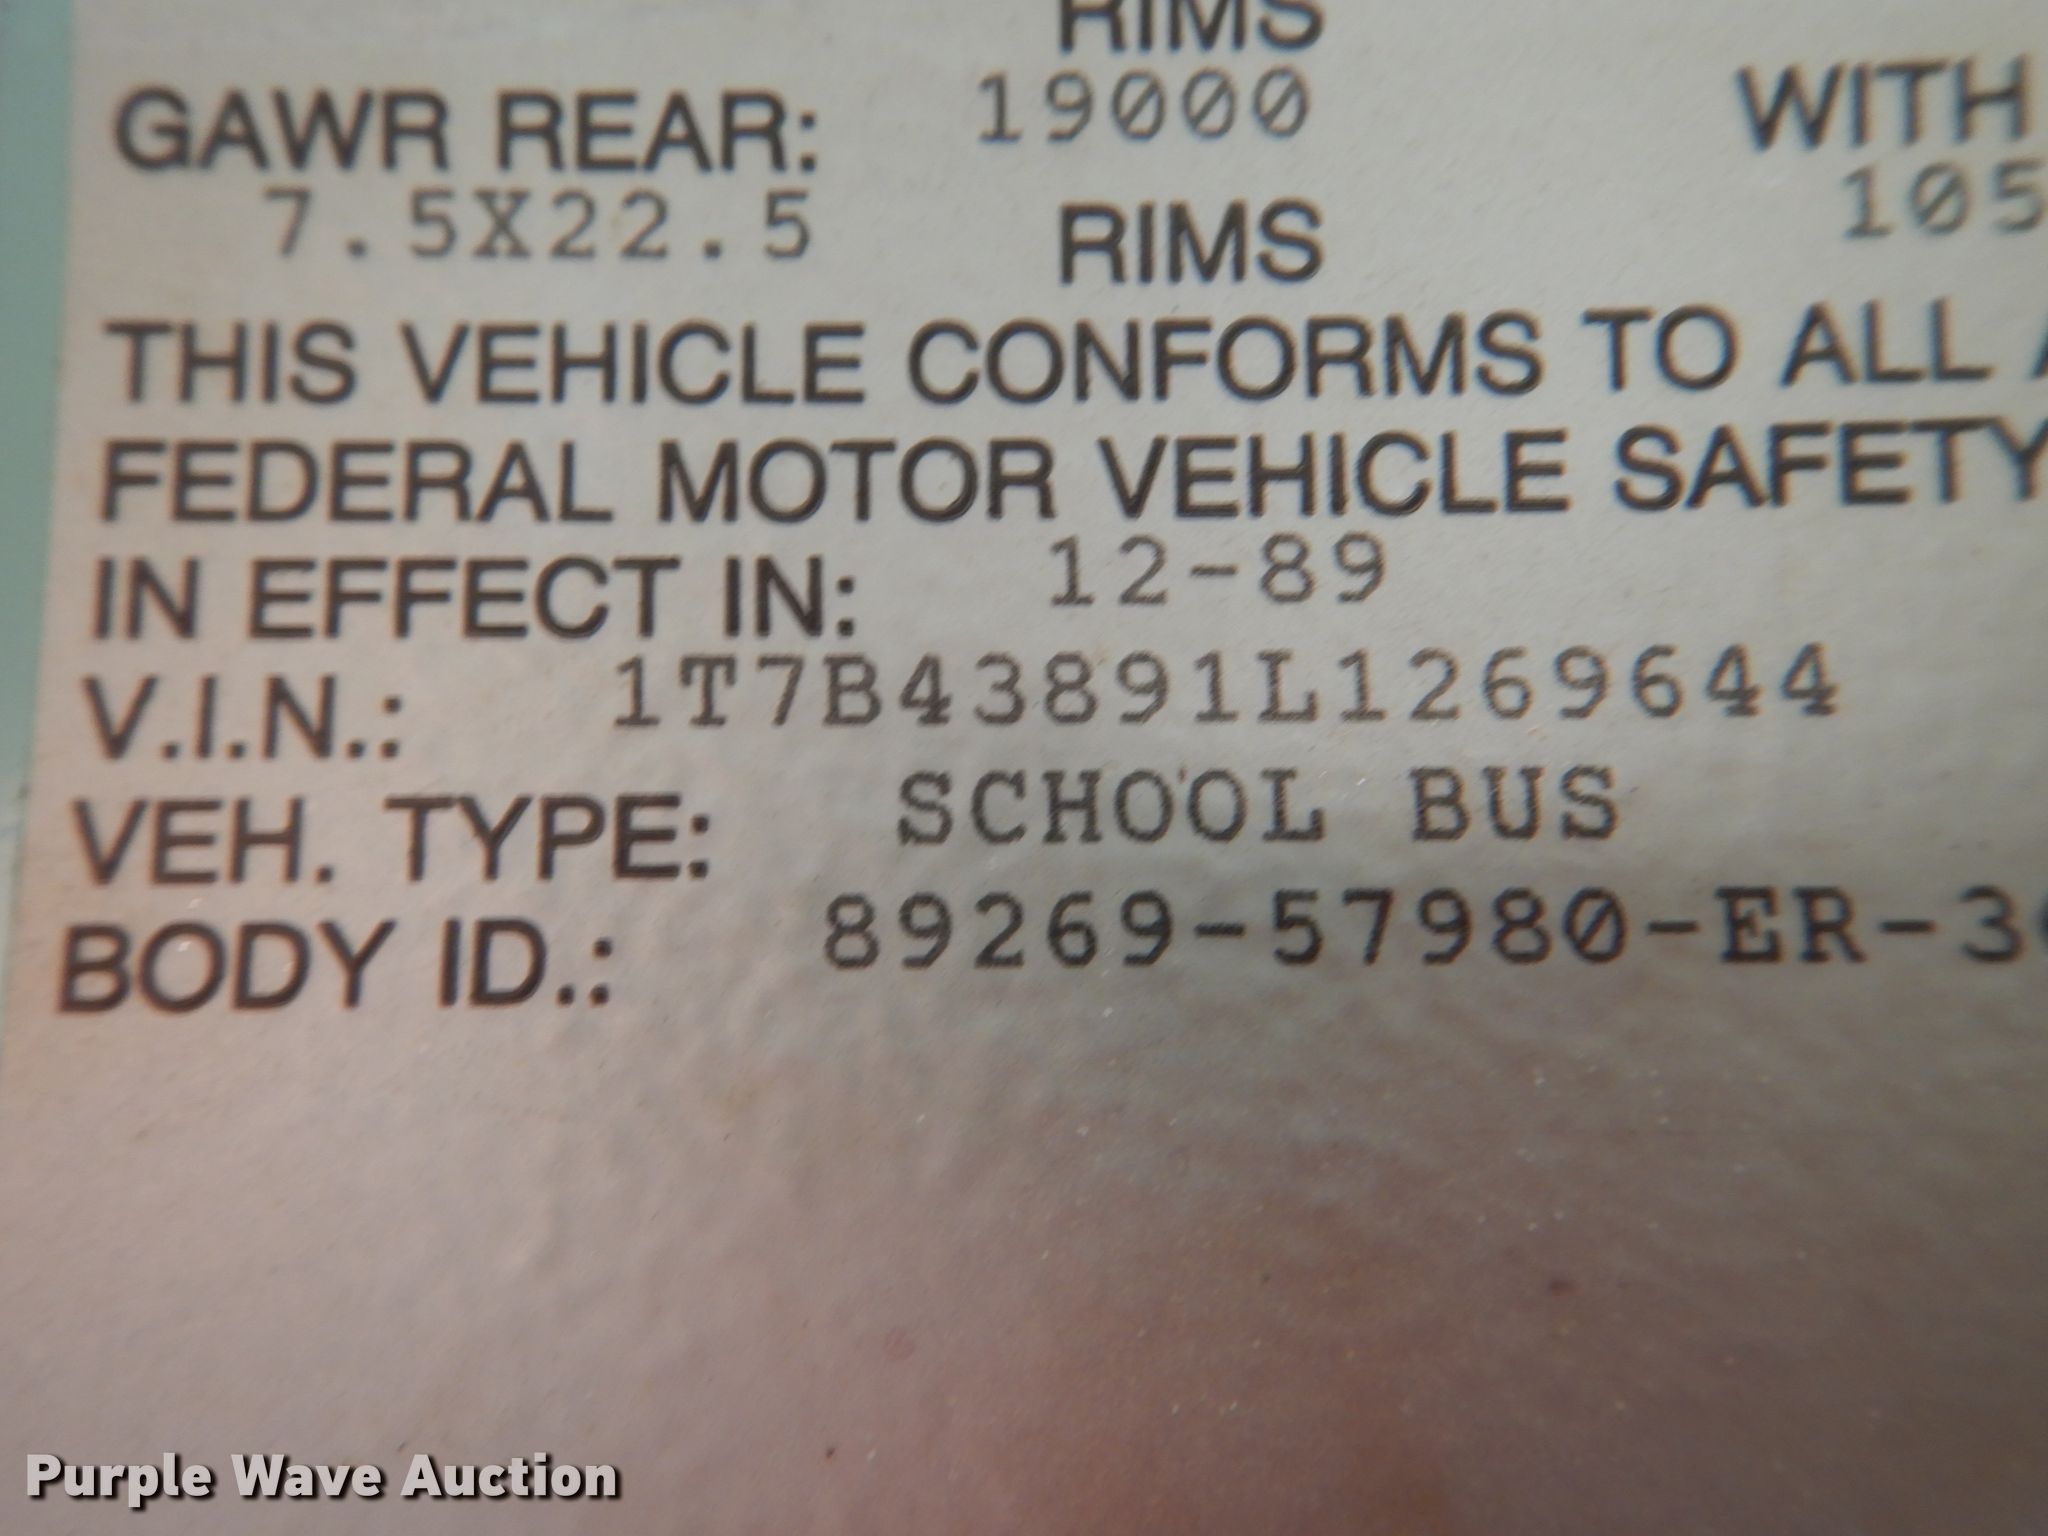 RIMS
GAWR REAR: 19000 WITH
7.5X22.5 RIMS 105
THIS VEHICLE CONFORMS TO ALL
FEDERAL MOTOR VEHICLE SAFETY
IN EFFECT IN: 12-89
V.I.N.: 1T7B43891L1269644
VEH. TYPE: SCHOOL BUS
BODY ID.: 89269-57980-ER-3
Purple Wave Auction